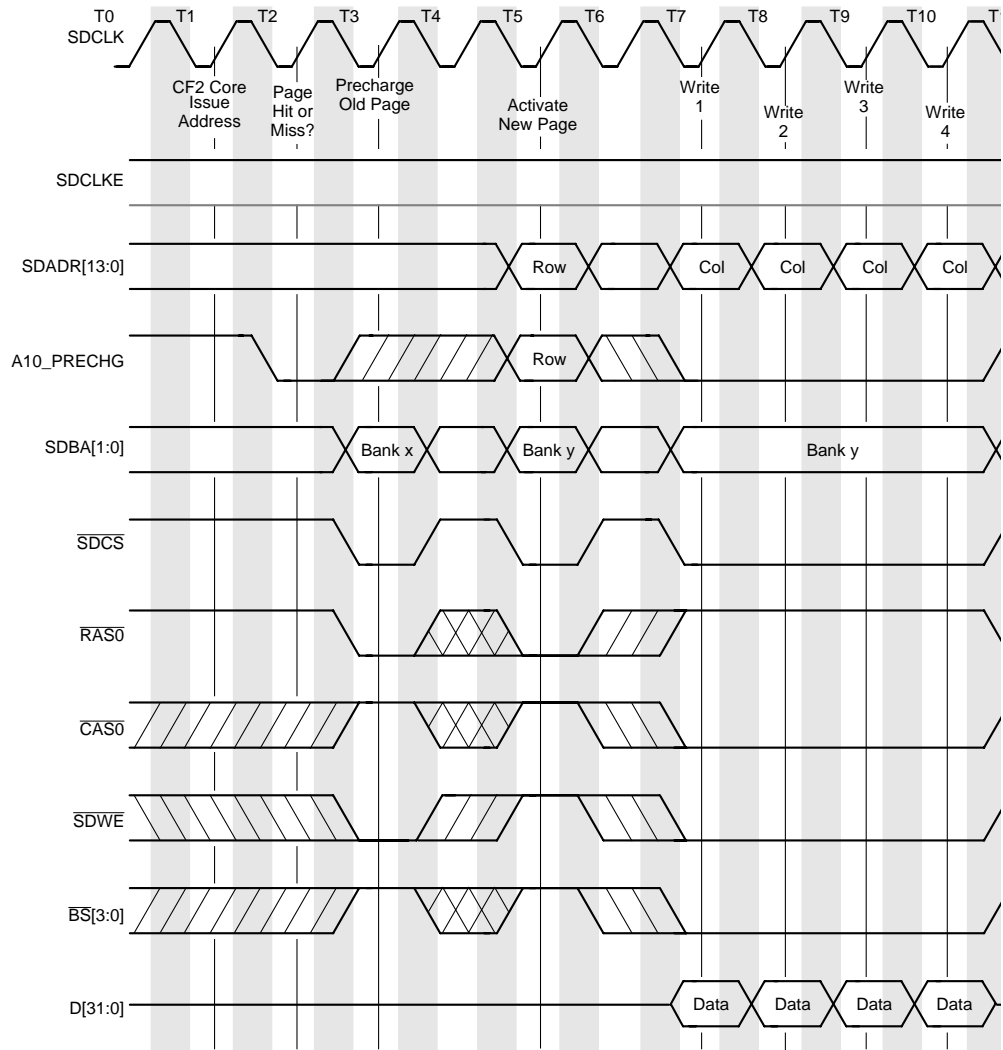 T0
T1
T2
T3
T4
T5
T6
T7
T8
T9
T10
SDCLK
CF2 Core
Issue
Address
Page
Hit or
Miss?
Precharge
Old Page
Activate
New Page
Write
1
Write
2
Write
3
Write
4
SDCLKE
SDADR[13:0]
Row
Col
Col
Col
Col
A10_PRECHG
Row
SDBA[1:0]
Bank x
Bank y
Bank y
SDCS
RAS0
CAS0
SDWE
BS[3:0]
D[31:0]
Data
Data
Data
Data